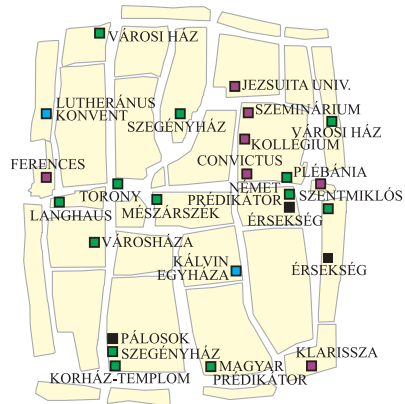 VÁROSI HÁZ
JEZSUITA UNIV.
LUTHERÁNUS
KONVENT
SZEMINÁRIUM
SZEGÉNYHÁZ
VÁROSI HÁZ
KOLLÉGIUM
CONVICTUS
FERENCES
PLÉBÁNIA
NÉMET
PRÉDIKÁTOR
SZENTMIKLÓS
TORONY
MÉSZÁRSZÉK
LANGHAUS
ÉRSEKSÉG
VÁROSHÁZA
KÁLVIN
EGYHÁZA
ÉRSEKSÉG
PÁLOSOK
SZEGÉNYHÁZ
KLARISSZA
MAGYAR
PRÉDIKÁTOR
KORHÁZ-TEMPLOM